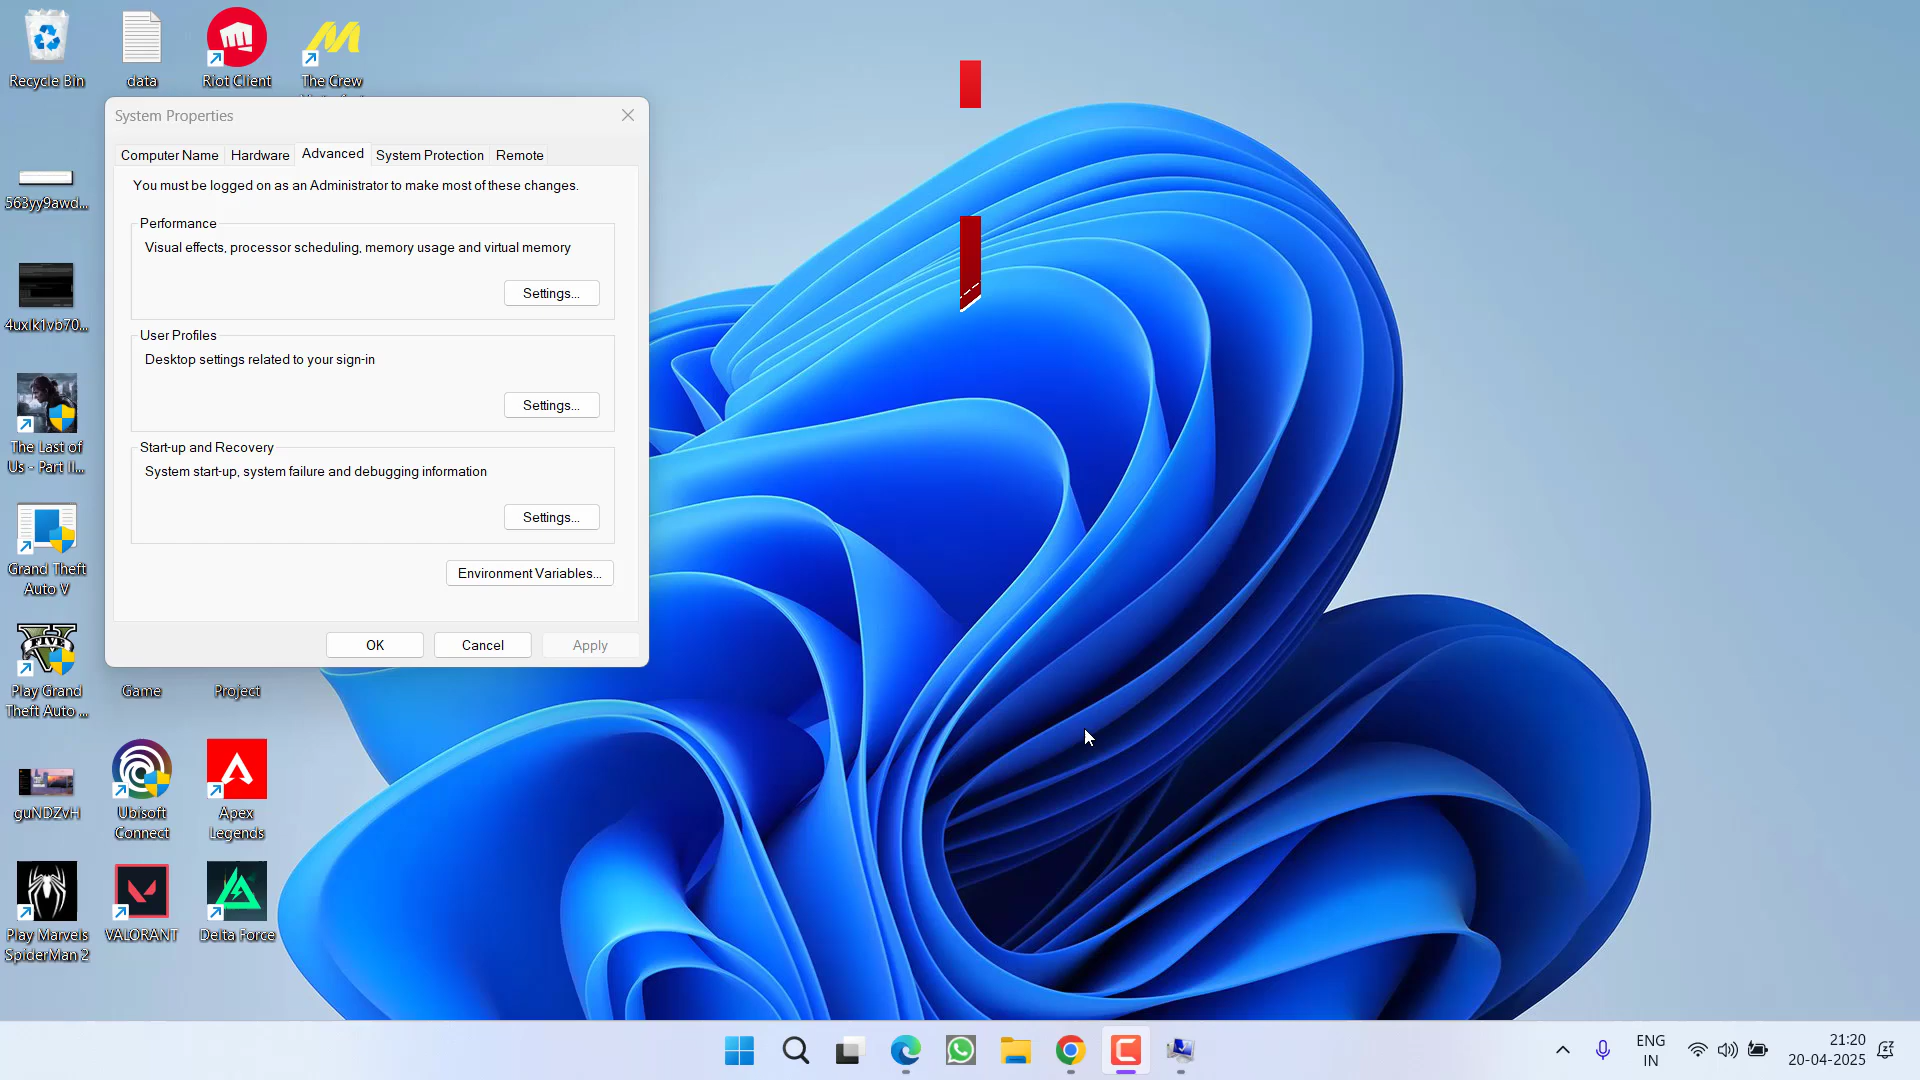 Recycle Bin
data
Riot Client
The Crew
System Properties
Computer Name
Hardware
Advanced
System Protection
Remote
You must be logged on as an Administrator to make most of these changes.
Performance
Visual effects, processor scheduling, memory usage and virtual memory
Settings...
User Profiles
Desktop settings related to your sign-in
Settings...
Start-up and Recovery
System start-up, system failure and debugging information
Settings...
Environment Variables...
OK
Cancel
Apply
563yy9awd...
4uxlk1vb70...
The Last of
Us - Part II...
Grand Theft
Auto V
FIVE
Play Grand
Theft Auto ...
Game
Project
guNDZvH
Ubisoft
Connect
Apex
Legends
Play Marvels
SpiderMan 2
VALORANT
Delta Force
ENG
IN
21:20
20-04-2025